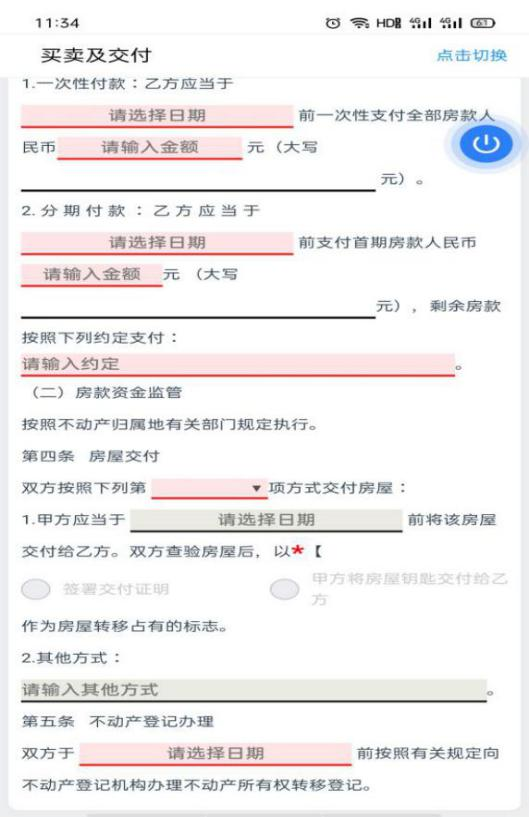 11:34
HD 4G 4G 61
买卖及交付
点击切换
1.一次性付款：乙方应当于
请选择日期 前一次性支付全部房款人
民币 请输入金额 元（大写
元）。
2.分期付款：乙方应当于
请选择日期 前支付首期房款人民币
请输入金额 元 （大写
元），剩余房款
按照下列约定支付：
请输入约定 。
（二）房款资金监管
按照不动产归属地有关部门规定执行。
第四条 房屋交付
双方按照下列第 ▼ 项方式交付房屋：
1.甲方应当于 请选择日期 前将该房屋
交付给乙方。双方查验房屋后，以*【
签署交付证明
甲方将房屋钥匙交付给乙
方
作为房屋转移占有的标志。
2.其他方式：
请输入其他方式 。
第五条 不动产登记办理
双方于 请选择日期 前按照有关规定向
不动产登记机构办理不动产所有权转移登记。